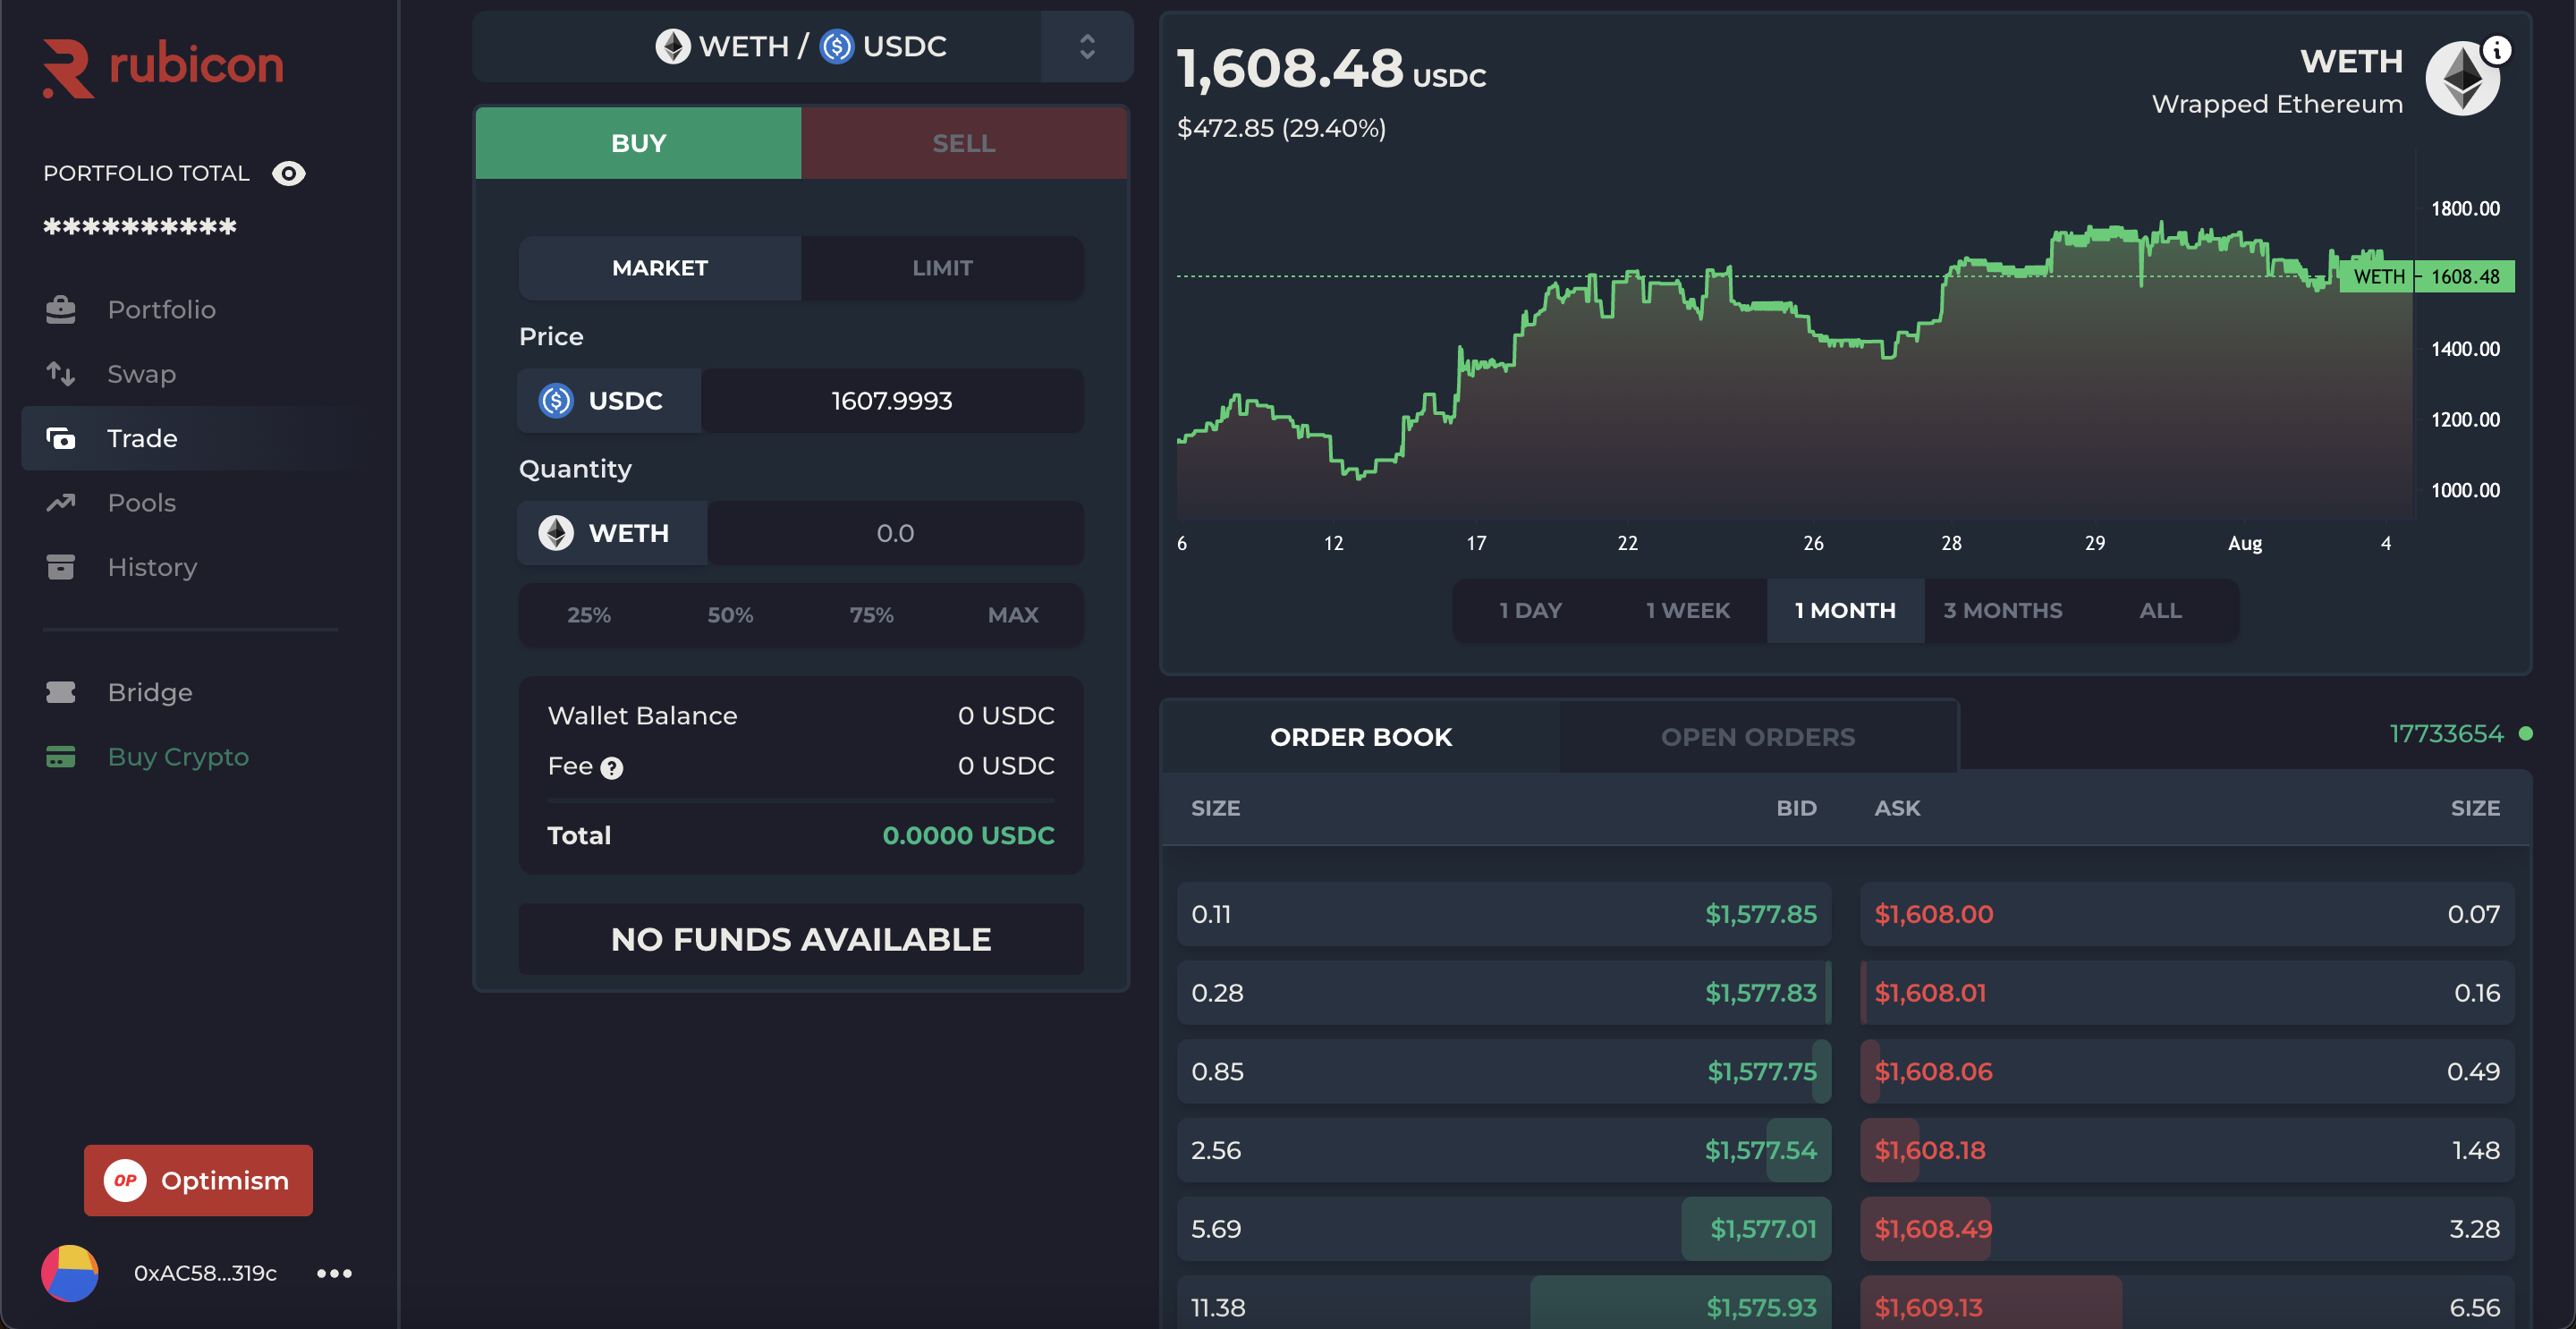 rubicon
PORTFOLIO TOTAL
**********
Portfolio
Swap
Trade
Pools
History
Bridge
Buy Crypto
OP Optimism
0xAC58...319c
WETH / USDC
BUY SELL
MARKET LIMIT
Price
USDC 1607.9993
Quantity
WETH 0.0
25% 50% 75% MAX
Wallet Balance 0 USDC
Fee ? 0 USDC
Total 0.0000 USDC
NO FUNDS AVAILABLE
1,608.48 USDC
$472.85 (29.40%)
WETH
Wrapped Ethereum
i
1800.00
WETH 1608.48
1400.00
1200.00
1000.00
6 12 17 22 26 28 29 Aug 4
1 DAY 1 WEEK 1 MONTH 3 MONTHS ALL
ORDER BOOK OPEN ORDERS 17733654
SIZE BID ASK SIZE
0.11 $1,577.85 $1,608.00 0.07
0.28 $1,577.83 $1,608.01 0.16
0.85 $1,577.75 $1,608.06 0.49
2.56 $1,577.54 $1,608.18 1.48
5.69 $1,577.01 $1,608.49 3.28
11.38 $1,575.93 $1,609.13 6.56